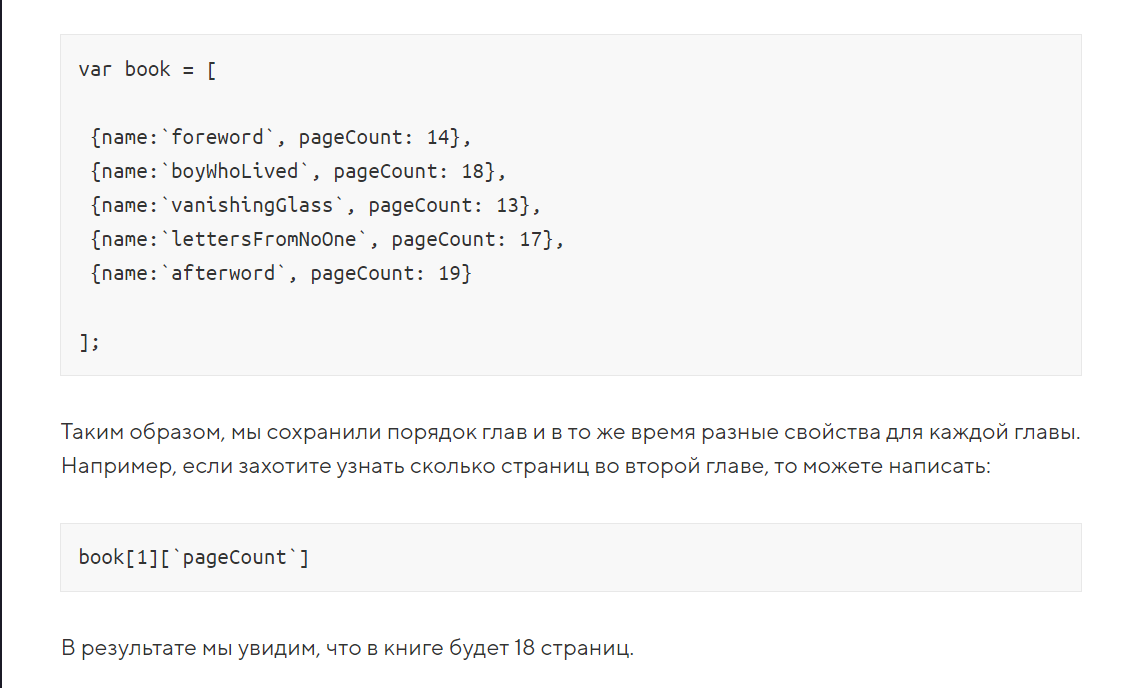 var book = [
{name:`foreword`, pageCount: 14},
{name:`boyWhoLived`, pageCount: 18},
{name:`vanishingGlass`, pageCount: 13},
{name:`lettersFromNoOne`, pageCount: 17},
{name:`afterword`, pageCount: 19}
];
Таким образом, мы сохранили порядок глав и в то же время разные свойства для каждой главы.
Например, если захотите узнать сколько страниц во второй главе, то можете написать:
book[1][`pageCount`]
В результате мы увидим, что в книге будет 18 страниц.